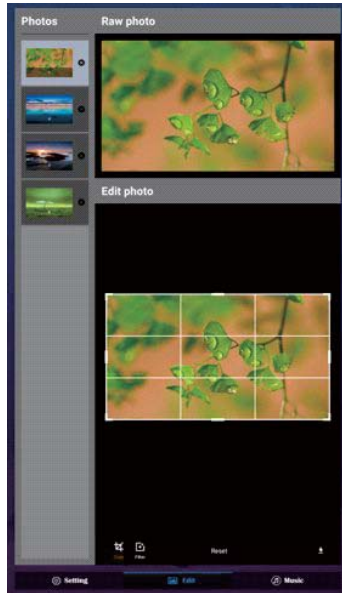 Photos
Raw photo
Edit photo
Crop
Filter
Reset
Setting
Edit
Music